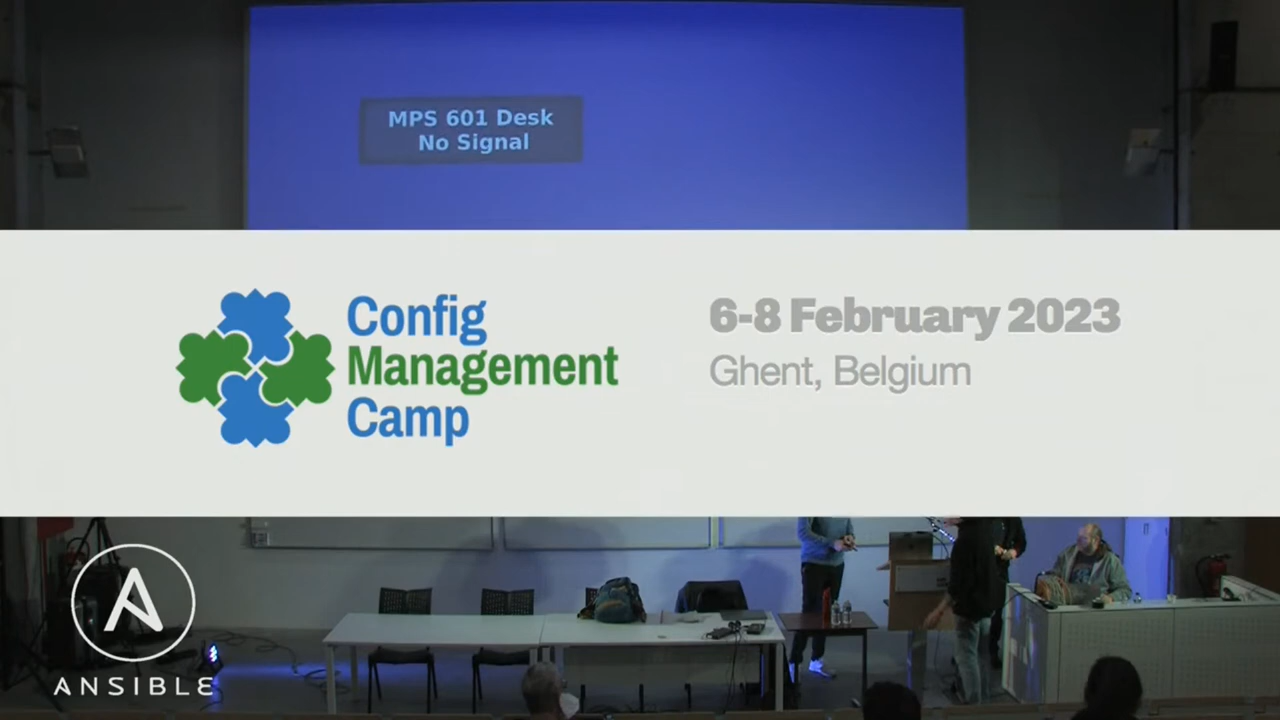 MPS 601 Desk
No Signal
Config
Management
Camp
6-8 February 2023
Ghent, Belgium
ANSIBLE